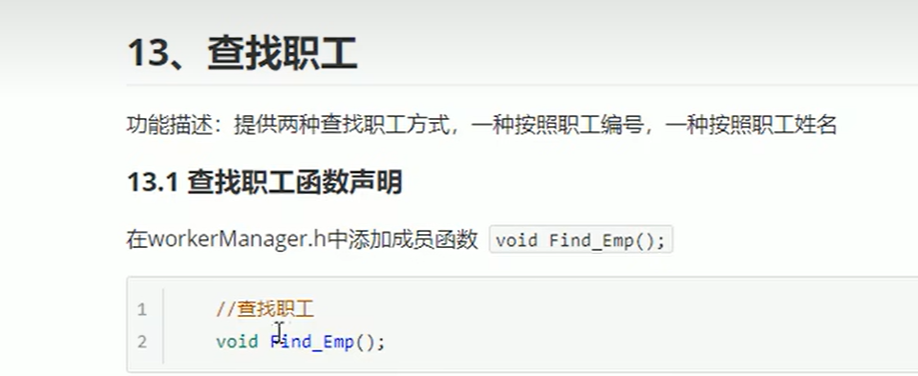 13、查找职工
功能描述：提供两种查找职工方式，一种按照职工编号，一种按照职工姓名
13.1 查找职工函数声明
在workerManager.h中添加成员函数 void Find_Emp();
1 //查找职工
2 void Find_Emp();